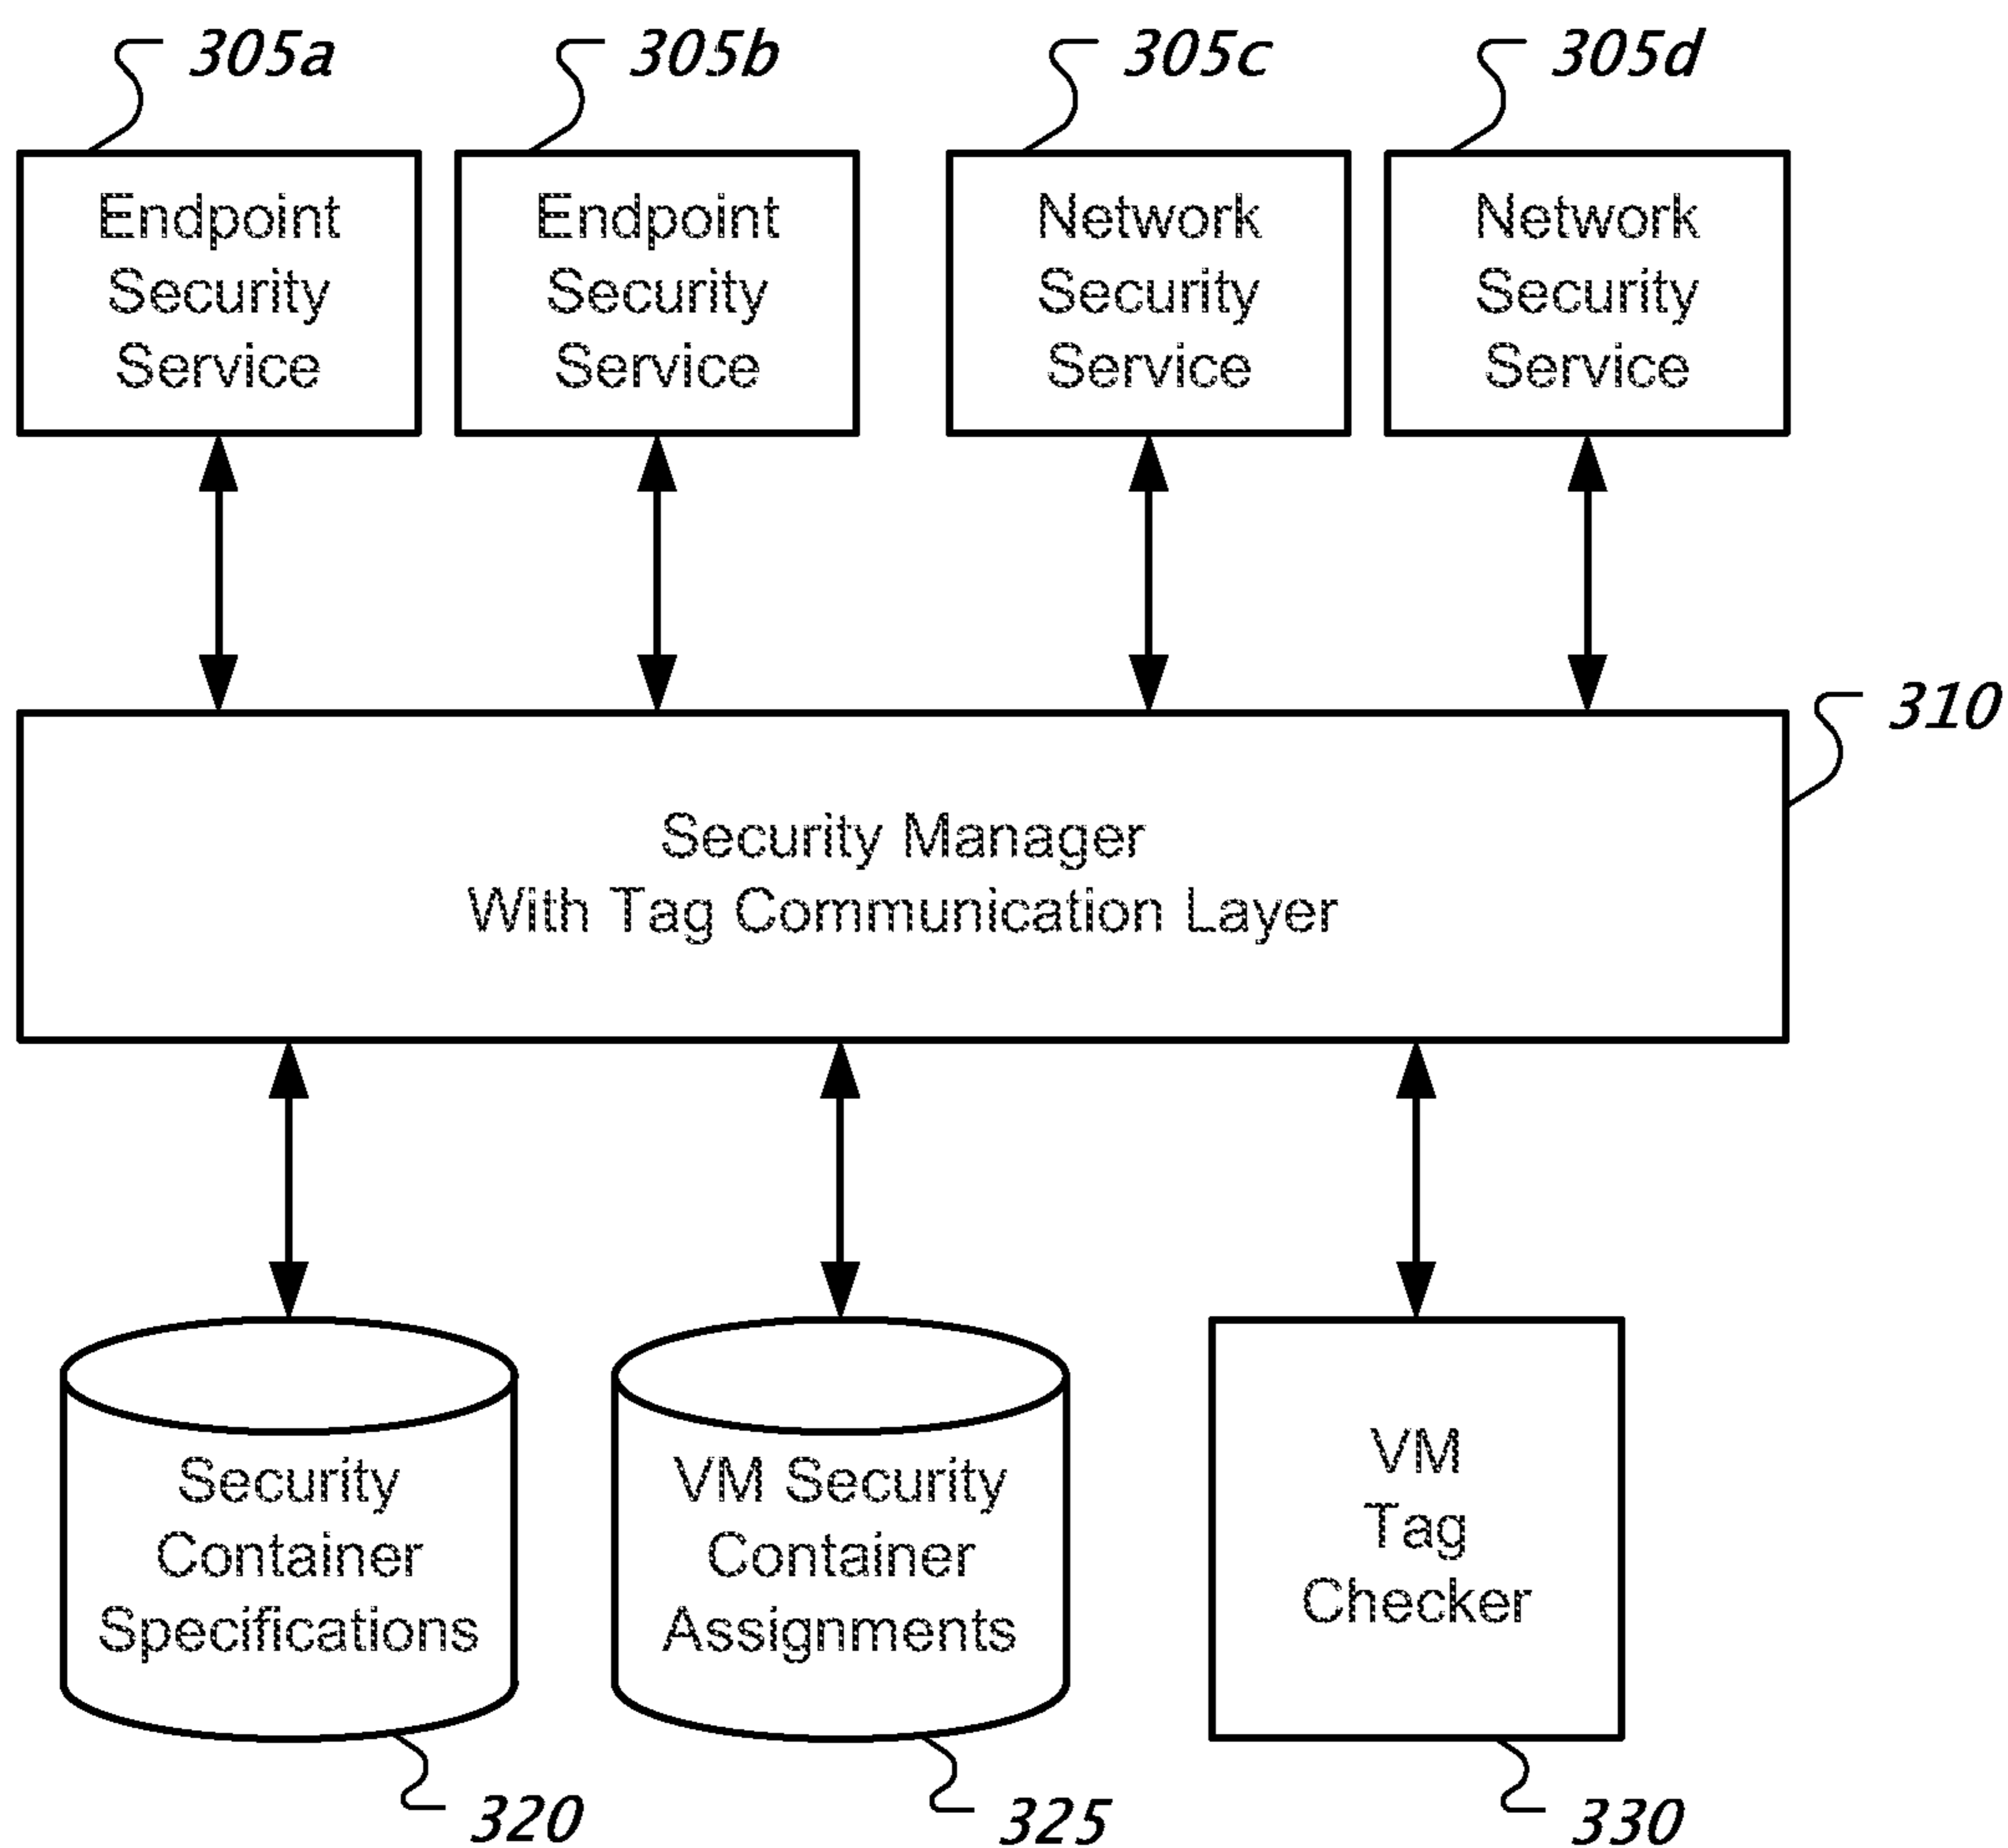 305a
305b
305c
305d
Endpoint
Security
Service
Endpoint
Security
Service
Network
Security
Service
Network
Security
Service
310
Security Manager
With Tag Communication Layer
Security
Container
Specifications
VM Security
Container
Assignments
VM
Tag
Checker
320
325
330